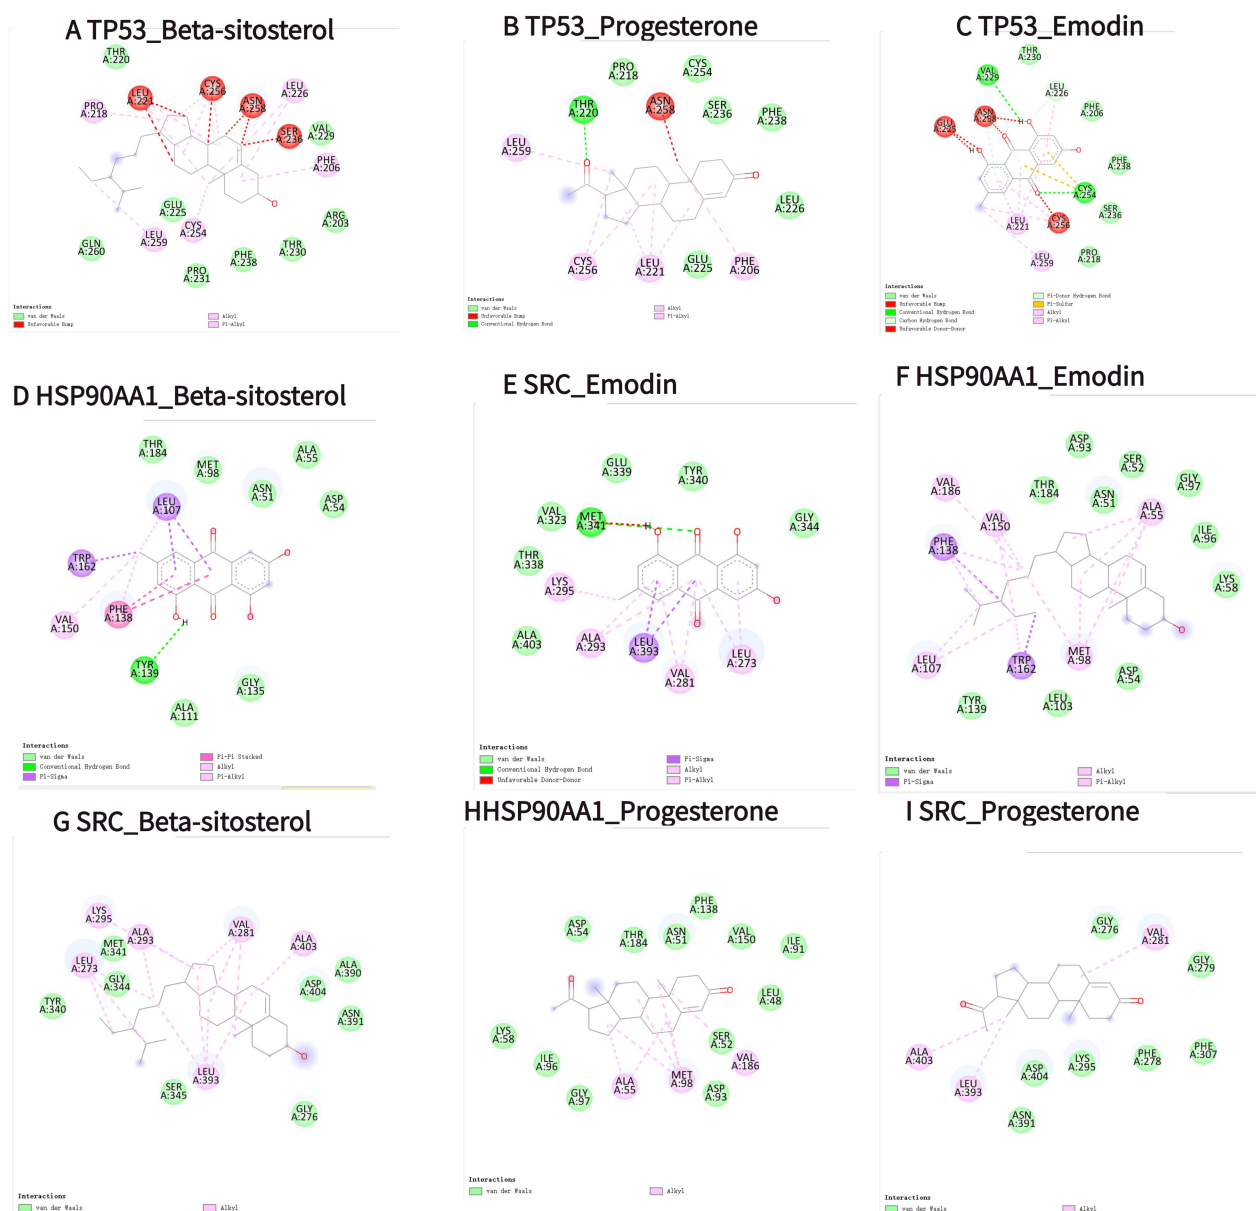 A TP53_Beta-sitosterol
THR
A:220
LEU
A:221
CYS
A:256
ASN
A:258
LEU
A:226
PRO
A:218
SER
A:236
VAL
A:229
PHE
A:206
GLU
A:225
CYS
A:254
LEU
A:259
ARG
A:203
GLN
A:260
PRO
A:231
PHE
A:238
THR
A:230
Interactions
van der Waals
Unfavorable Bump
Alkyl
Pi-Alkyl
B TP53_Progesterone
PRO
A:218
CYS
A:254
THR
A:220
ASN
A:258
SER
A:236
PHE
A:238
LEU
A:259
O
O
LEU
A:226
CYS
A:256
LEU
A:221
GLU
A:225
PHE
A:206
Interactions
van der Waals
Unfavorable Bump
Conventional Hydrogen Bond
Alkyl
Pi-Alkyl
C TP53_Emodin
THR
A:230
VAL
A:229
LEU
A:226
PHE
A:206
ASN
A:258
GLU
A:225
H
H
PHE
A:238
CYS
A:254
SER
A:236
LEU
A:221
CYS
A:256
LEU
A:259
PRO
A:218
Interactions
van der Waals
Unfavorable Bump
Conventional Hydrogen Bond
Carbon Hydrogen Bond
Unfavorable Donor-Donor
Pi-Donor Hydrogen Bond
Pi-Sulfur
Alkyl
Pi-Alkyl
D HSP90AA1_Beta-sitosterol
THR
A:184
MET
A:98
ALA
A:55
ASN
A:51
ASP
A:54
LEU
A:107
TRP
A:162
VAL
A:150
PHE
A:138
H
TYR
A:139
GLY
A:135
ALA
A:111
Interactions
van der Waals
Conventional Hydrogen Bond
Pi-Sigma
Pi-Pi Stacked
Alkyl
Pi-Alkyl
E SRC_Emodin
GLU
A:339
TYR
A:340
VAL
A:323
MET
A:341
H
GLY
A:344
THR
A:338
LYS
A:295
ALA
A:403
ALA
A:293
LEU
A:393
VAL
A:281
LEU
A:273
Interactions
van der Waals
Conventional Hydrogen Bond
Unfavorable Donor-Donor
Pi-Sigma
Alkyl
Pi-Alkyl
F HSP90AA1_Emodin
ASP
A:93
SER
A:52
VAL
A:186
THR
A:184
ASN
A:51
GLY
A:97
VAL
A:150
ALA
A:55
PHE
A:138
ILE
A:96
LYS
A:58
O
LEU
A:107
TRP
A:162
MET
A:98
ASP
A:54
TYR
A:139
LEU
A:103
Interactions
van der Waals
Pi-Sigma
Alkyl
Pi-Alkyl
G SRC_Beta-sitosterol
LYS
A:295
ALA
A:293
VAL
A:281
ALA
A:403
MET
A:341
LEU
A:273
GLY
A:344
ASP
A:404
ALA
A:390
TYR
A:340
ASN
A:391
LEU
A:393
O
SER
A:345
GLY
A:276
Interactions
van der Waals
Alkyl
HHSP90AA1_Progesterone
PHE
A:138
ASP
A:54
THR
A:184
ASN
A:51
VAL
A:150
ILE
A:91
O
O
LEU
A:48
LYS
A:58
SER
A:52
ILE
A:96
VAL
A:186
GLY
A:97
ALA
A:55
MET
A:98
ASP
A:93
Interactions
van der Waals
Alkyl
I SRC_Progesterone
GLY
A:276
VAL
A:281
GLY
A:279
O
O
ALA
A:403
LEU
A:393
ASP
A:404
LYS
A:295
PHE
A:278
PHE
A:307
ASN
A:391
Interactions
van der Waals
Alkyl